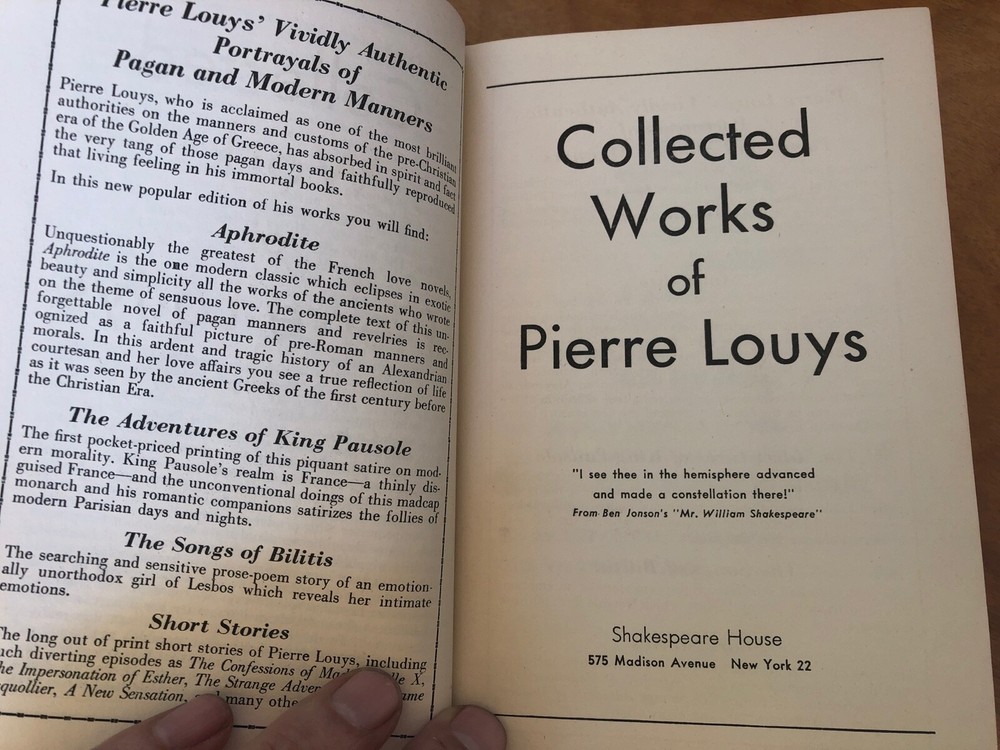 Pierre Louys' Vividly Authentic
Portrayals of
Pagan and Modern Manners
Pierre Louys, who is acclaimed as one of the most brilliant
authorities on the manners and customs of the pre-Christian
era of the Golden Age of Greece, has absorbed in spirit and fact
the very tang of those pagan days and faithfully reproduced
that living feeling in his immortal books.
In this new popular edition of his works you will find:
Aphrodite
Unquestionably the greatest of the French love novels,
Aphrodite is the one modern classic which eclipses in exotic
beauty and simplicity all the works of the ancients who wrote
on the theme of sensuous love. The complete text of this un-
forgettable novel of pagan manners and revelries is rec-
ognized as a faithful picture of pre-Roman manners and
morals. In this ardent and tragic history of an Alexandrian
courtesan and her love affairs you see a true reflection of life
as it was seen by the ancient Greeks of the first century before
the Christian Era.
The Adventures of King Pausole
The first pocket-priced printing of this piquant satire on mod-
ern morality. King Pausole's realm is France—a thinly dis-
guised France—and the unconventional doings of this madcap
monarch and his romantic companions satirizes the follies of
modern Parisian days and nights.
The Songs of Bilitis
The searching and sensitive prose-poem story of an emotion-
ally unorthodox girl of Lesbos which reveals her intimate
emotions.
Short Stories
The long out of print short stories of Pierre Louys, including
such diverting episodes as The Confessions of X,
The Impersonation of Esther, The Strange
A New Sensation, and many
Collected
Works
of
Pierre Louys
"I see thee in the hemisphere advanced
and made a constellation there!"
From Ben Jonson's "Mr. William Shakespeare"
Shakespeare House
575 Madison Avenue New York 22